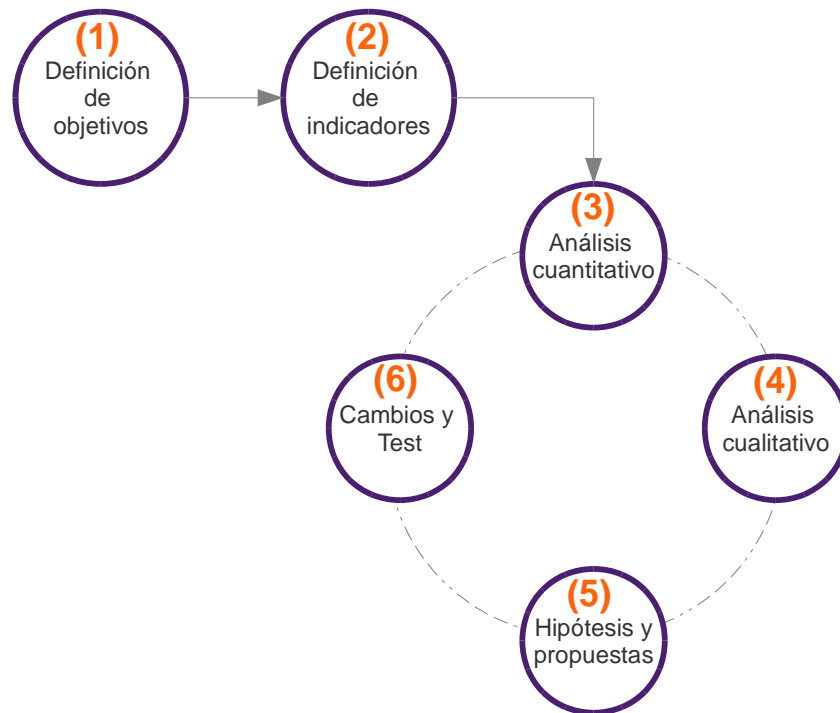 (1)
Definición
de
objetivos
(2)
Definición
de
indicadores
(3)
Análisis
cuantitativo
(4)
Análisis
cualitativo
(5)
Hipótesis y
propuestas
(6)
Cambios y
Test